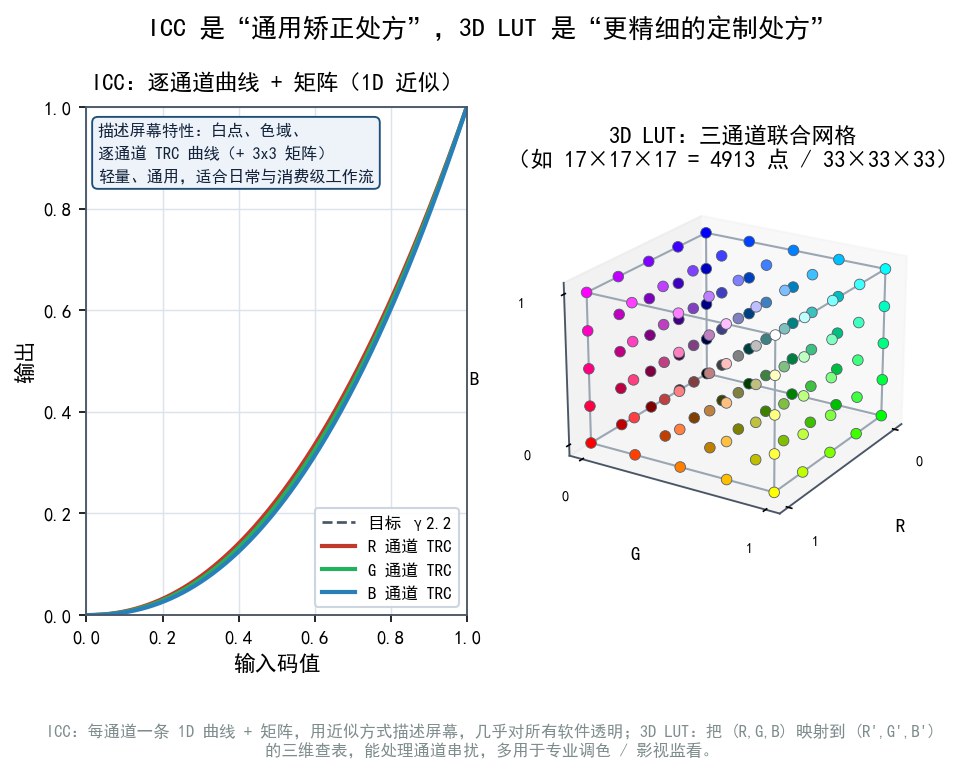 ICC 是“通用矫正处方”，3D LUT 是“更精细的定制处方”
ICC：逐通道曲线 + 矩阵（1D 近似）
描述屏幕特性：白点、色域、
逐通道 TRC 曲线（+ 3x3 矩阵）
轻量、通用，适合日常与消费级工作流
1.0
0.8
0.6
0.4
0.2
0.0
输出
0.0 0.2 0.4 0.6 0.8 1.0
输入码值
目标 γ2.2
R 通道 TRC
G 通道 TRC
B 通道 TRC
3D LUT：三通道联合网格
（如 17×17×17 = 4913 点 / 33×33×33）
1
B
0
0
G
1
1
R
0
ICC：每通道一条 1D 曲线 + 矩阵，用近似方式描述屏幕，几乎对所有软件透明；3D LUT：把 (R,G,B) 映射到 (R',G',B')
的三维查表，能处理通道串扰，多用于专业调色 / 影视监看。